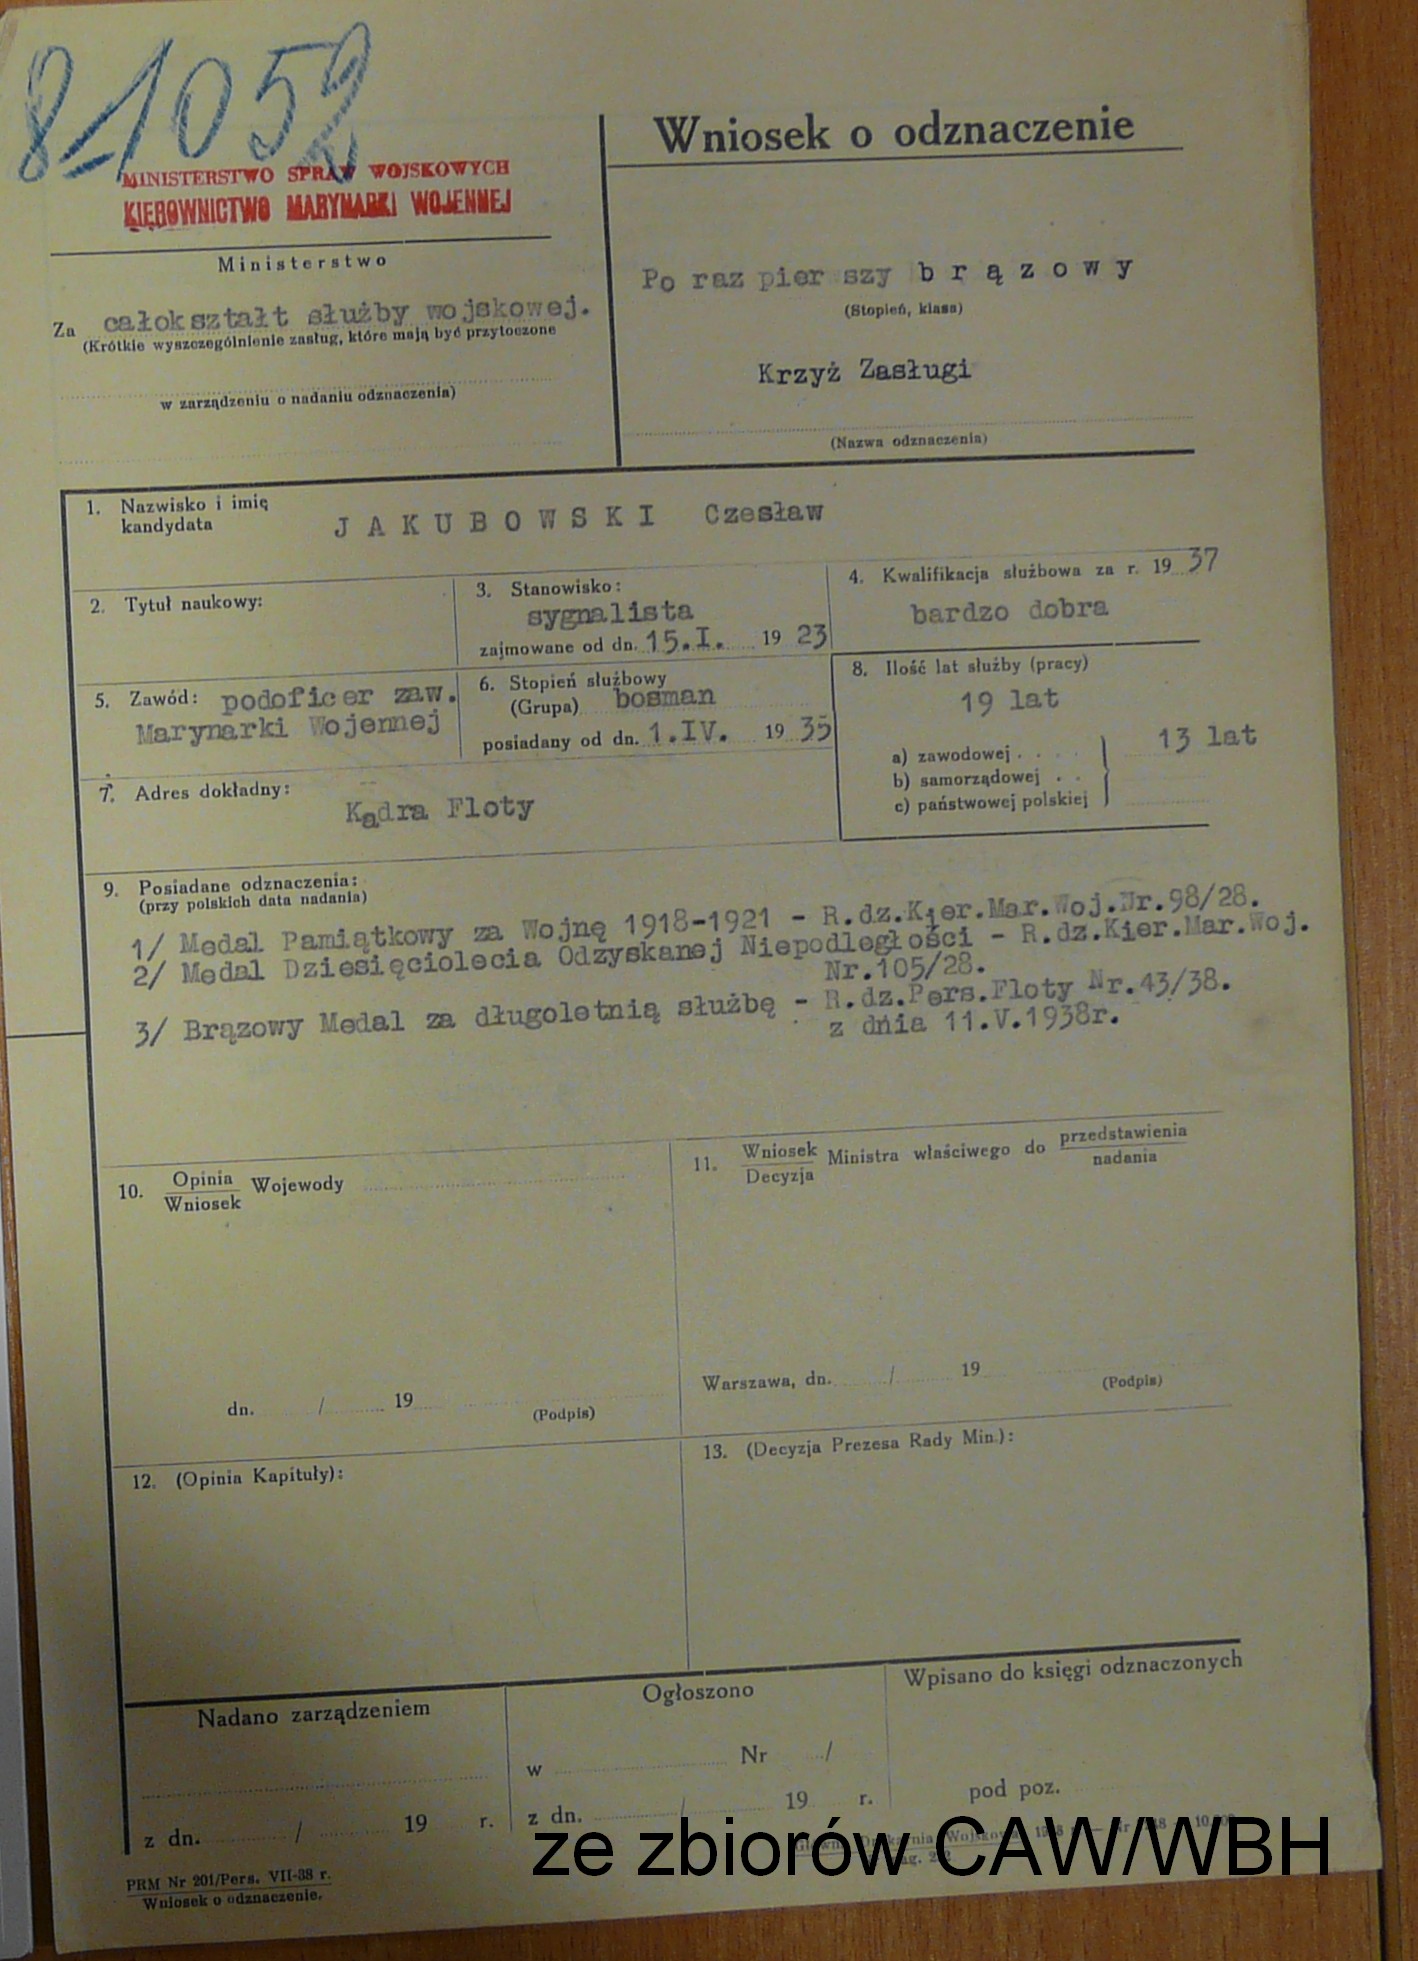 81052
MINISTERSTWO SPRAW WOJSKOWYCH
KIEROWNICTWO MARYNARKI WOJENNEJ
Ministerstwo
Za całokształt służby wojskowej.
(Krótkie wyszczególnienie zasług, które mają być przytoczone
w zarządzeniu o nadaniu odznaczenia)
Wniosek o odznaczenie
Po raz pierwszy brązowy
(Stopień, klasa)
Krzyż Zasługi
(Nazwa odznaczenia)
1. Nazwisko i imię
kandydata
JAKUBOWSKI Czesław
2. Tytuł naukowy:
3. Stanowisko:
sygnalista
zajmowane od dn. 15.I. 19 23
4. Kwalifikacja służbowa za r. 19 37
bardzo dobra
5. Zawód: podoficer zaw.
Marynarki Wojennej
6. Stopień służbowy
(Grupa) bosman
posiadany od dn. 1.IV. 19 35
7. Adres dokładny:
Kadra Floty
8. Ilość lat służby (pracy)
19 lat
a) zawodowej . . . 13 lat
b) samorządowej . .
c) państwowej polskiej
9. Posiadane odznaczenia:
(przy polskich data nadania)
1/ Medal Pamiątkowy za Wojnę 1918-1921 - R.dz.Kier.Mar.Woj.Nr.98/28.
2/ Medal Dziesięciolecia Odzyskanej Niepodległości - R.dz.Kier.Mar.Woj.
Nr.105/28.
3/ Brązowy Medal za długoletnią służbę - R.dz.Pers.Floty Nr.43/38.
z dnia 11.V.1938r.
10. Opinia
Wniosek Wojewody
dn. / 19 (Podpis)
11. Wniosek
Decyzja Ministra właściwego do przedstawienia
nadania
Warszawa, dn. / 19 (Podpis)
12. (Opinia Kapituły):
13. (Decyzja Prezesa Rady Min.):
Nadano zarządzeniem
z dn. / 19 r.
Ogłoszono
w Nr /
z dn. / 19 r.
Wpisano do księgi odznaczonych
pod poz.
PRM Nr 201/Pers. VII-38 r.
Wniosek o odznaczenie.
ze zbiorów CAW/WBH